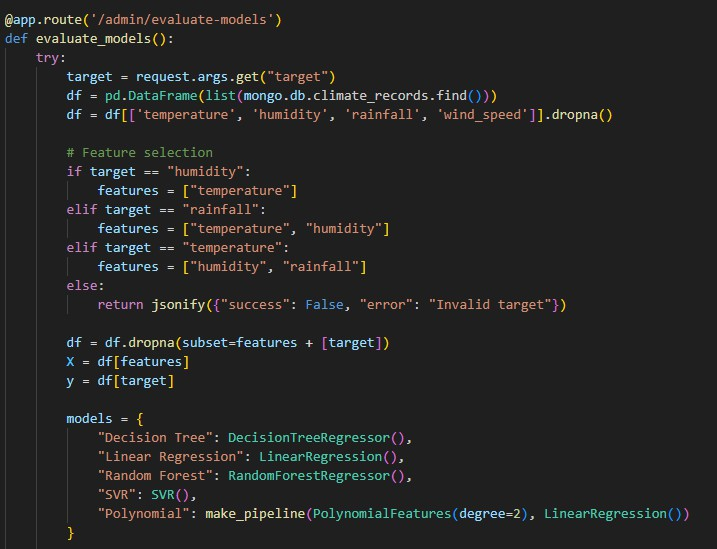 @app.route('/admin/evaluate-models')
def evaluate_models():
    try:
        target = request.args.get("target")
        df = pd.DataFrame(list(mongo.db.climate_records.find()))
        df = df[['temperature', 'humidity', 'rainfall', 'wind_speed']].dropna()
        # Feature selection
        if target == "humidity":
            features = ["temperature"]
        elif target == "rainfall":
            features = ["temperature", "humidity"]
        elif target == "temperature":
            features = ["humidity", "rainfall"]
        else:
            return jsonify({"success": False, "error": "Invalid target"})
        df = df.dropna(subset=features + [target])
        X = df[features]
        y = df[target]
        models = {
            "Decision Tree": DecisionTreeRegressor(),
            "Linear Regression": LinearRegression(),
            "Random Forest": RandomForestRegressor(),
            "SVR": SVR(),
            "Polynomial": make_pipeline(PolynomialFeatures(degree=2), LinearRegression())
        }